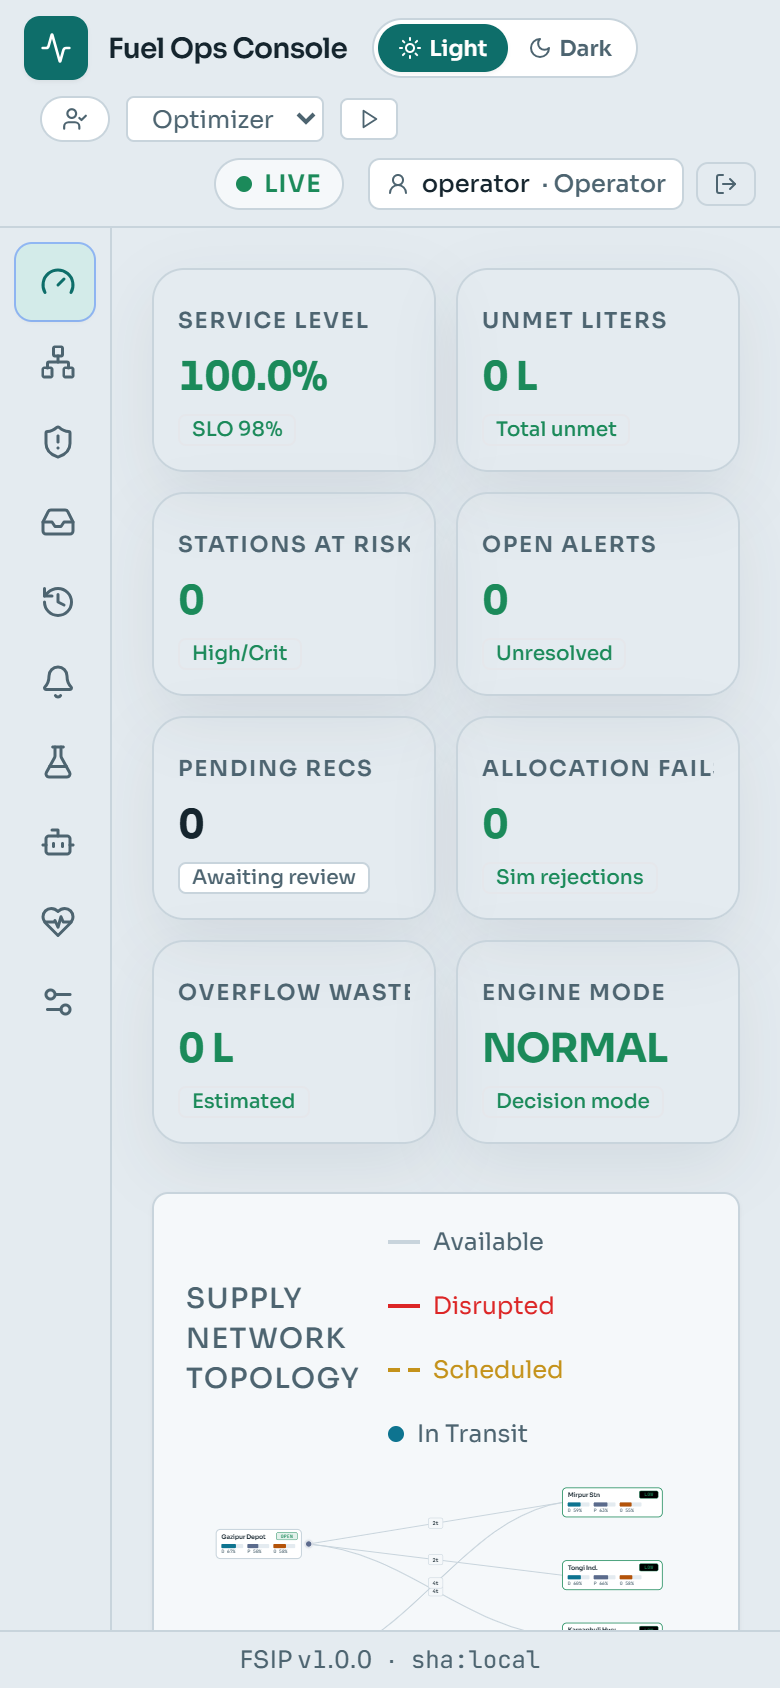 Fuel Ops Console
Light
Dark
Optimizer
LIVE
operator · Operator
SERVICE LEVEL
100.0%
SLO 98%
UNMET LITERS
0 L
Total unmet
STATIONS AT RISK
0
High/Crit
OPEN ALERTS
0
Unresolved
PENDING RECS
0
Awaiting review
ALLOCATION FAIL
0
Sim rejections
OVERFLOW WASTE
0 L
Estimated
ENGINE MODE
NORMAL
Decision mode
SUPPLY
NETWORK
TOPOLOGY
Available
Disrupted
Scheduled
In Transit
Mirpur Stn
Gazipur Depot
OPEN
Tongi Ind.
FSIP v1.0.0 · sha:local